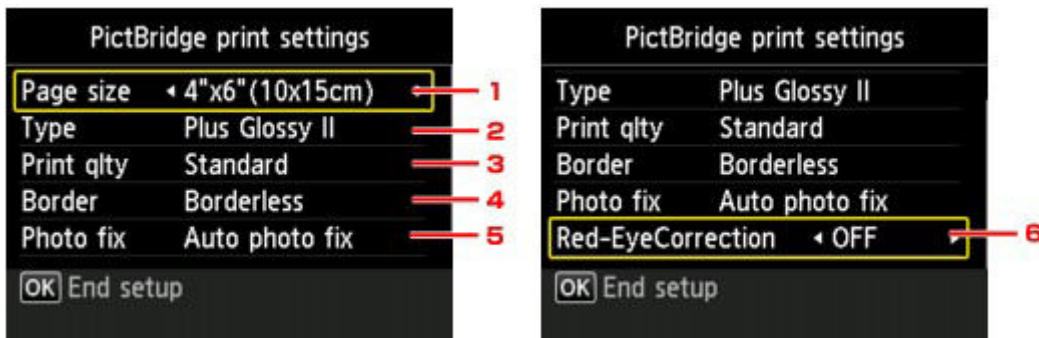 PictBridge print settings
Page size 4"x6"(10x15cm) 1
Type Plus Glossy II 2
Print qlty Standard 3
Border Borderless 4
Photo fix Auto photo fix 5
OK End setup
PictBridge print settings
Type Plus Glossy II
Print qlty Standard
Border Borderless
Photo fix Auto photo fix
Red-EyeCorrection OFF 6
OK End setup